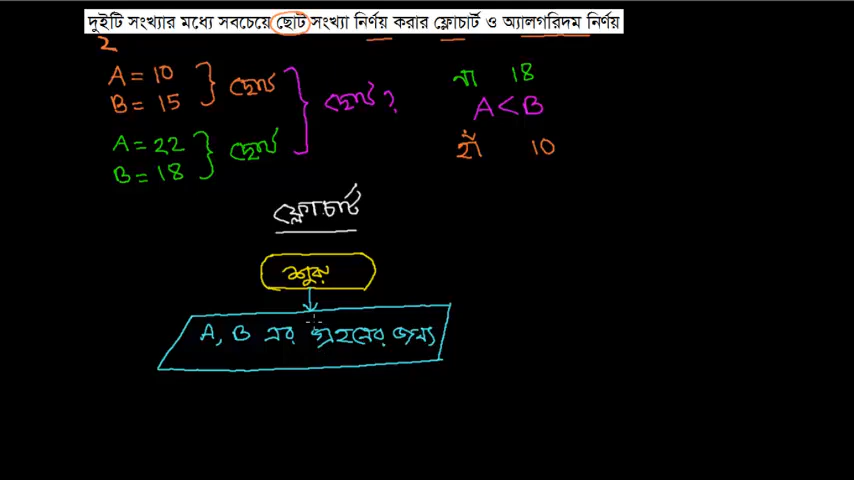 দুইটি সংখ্যার মধ্যে সবচেয়ে ছোট সংখ্যা নির্ণয় করার ফ্লোচার্ট ও অ্যালগরিদম নির্ণয়
2
A = 10
B = 15
ছোট
A = 22
B = 18
ছোট
ছোট ?
না 18
A < B
হাঁ 10
ফ্লোচার্ট
শুরু
A, B এর গ্রহনের জন্য